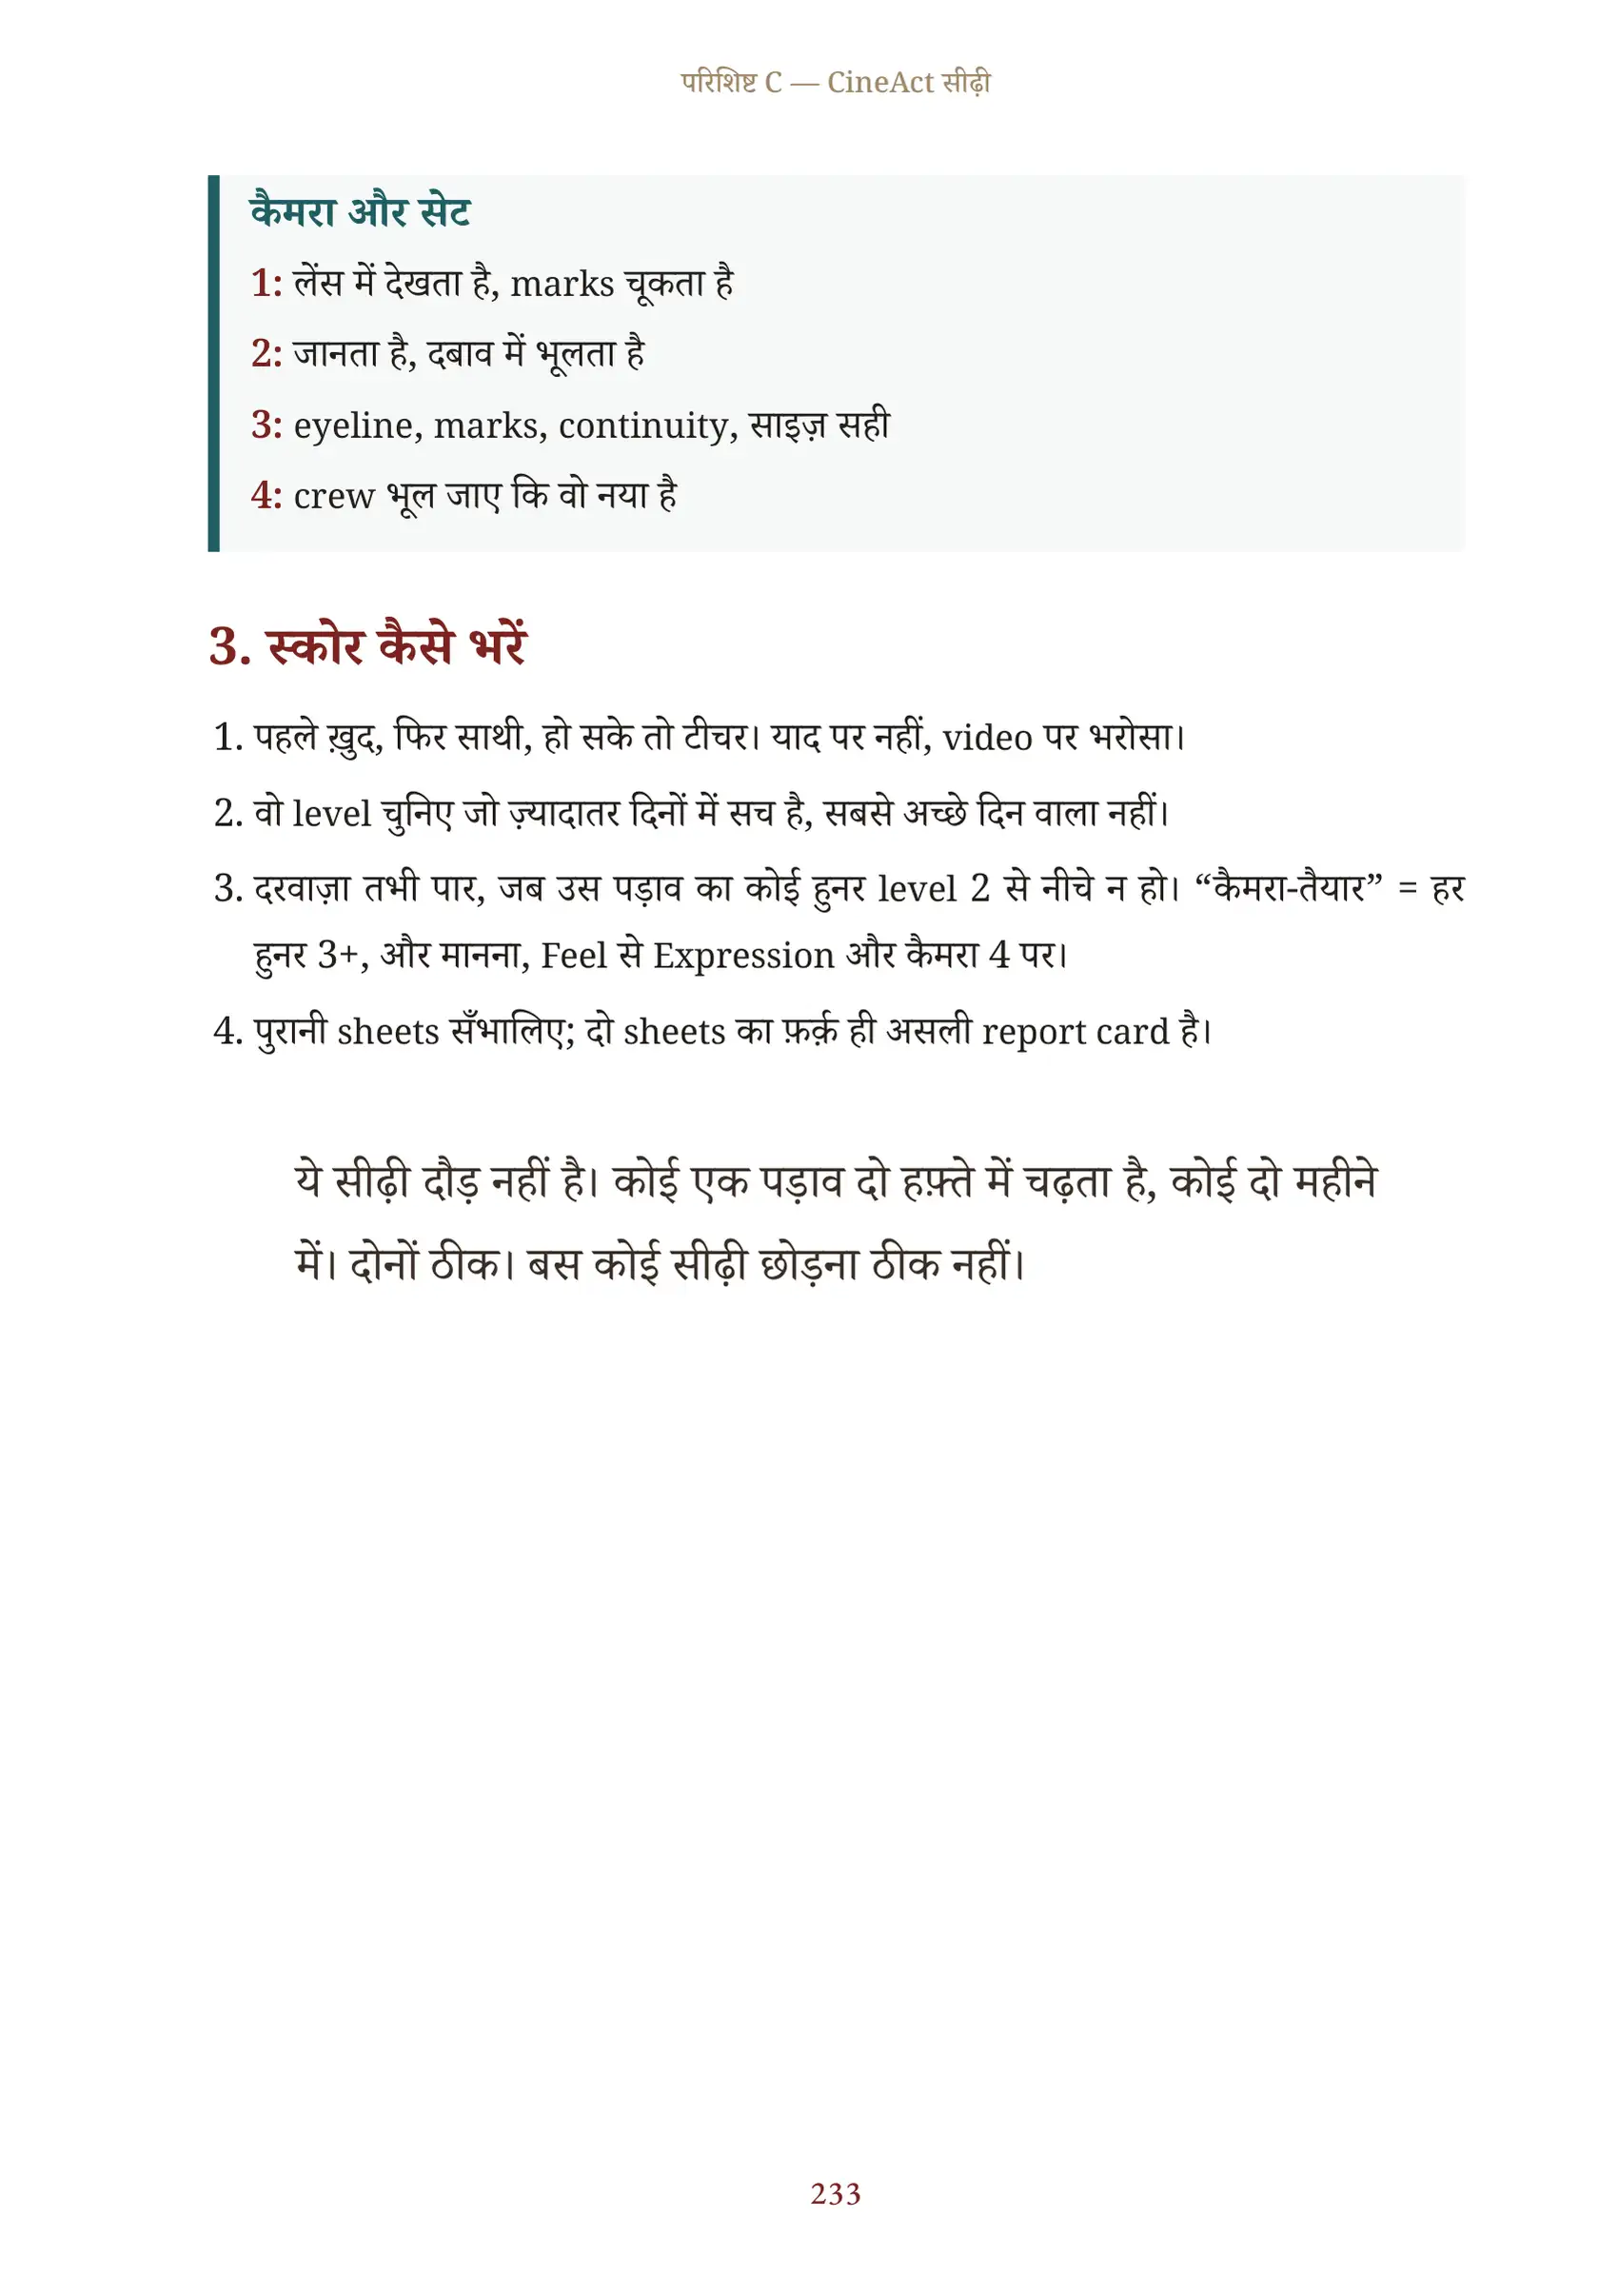 परिशिष्ट C — CineAct सीढ़ी
कैमरा और सेट
1: लेंस में देखता है, marks चूकता है
2: जानता है, दबाव में भूलता है
3: eyeline, marks, continuity, साइज़ सही
4: crew भूल जाए कि वो नया है
3. स्कोर कैसे भरें
1. पहले ख़ुद, फिर साथी, हो सके तो टीचर। याद पर नहीं, video पर भरोसा।
2. वो level चुनिए जो ज़्यादातर दिनों में सच है, सबसे अच्छे दिन वाला नहीं।
3. दरवाज़ा तभी पार, जब उस पड़ाव का कोई हुनर level 2 से नीचे न हो। “कैमरा-तैयार” = हर
हुनर 3+, और मानना, Feel से Expression और कैमरा 4 पर।
4. पुरानी sheets सँभालिए; दो sheets का फ़र्क़ ही असली report card है।
ये सीढ़ी दौड़ नहीं है। कोई एक पड़ाव दो हफ़्ते में चढ़ता है, कोई दो महीने
में। दोनों ठीक। बस कोई सीढ़ी छोड़ना ठीक नहीं।
233